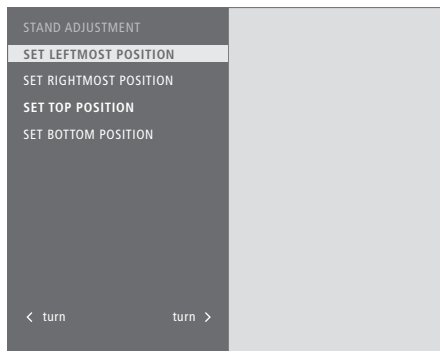 STAND ADJUSTMENT
SET LEFTMOST POSITION
SET RIGHTMOST POSITION
SET TOP POSITION
SET BOTTOM POSITION
< turn turn >